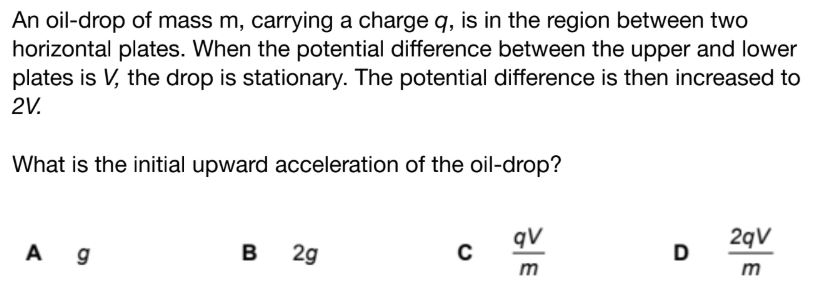 An oil-drop of mass m, carrying a charge q, is in the region between two
horizontal plates. When the potential difference between the upper and lower
plates is V, the drop is stationary. The potential difference is then increased to
2V.
What is the initial upward acceleration of the oil-drop?
A g B 2g C qV/m D 2qV/m